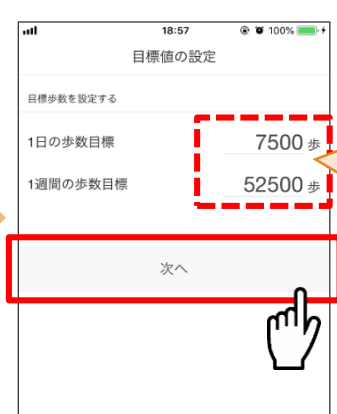 18:57
100%
目標値の設定
目標歩数を設定する
1日の歩数目標
7500 歩
1週間の歩数目標
52500 歩
次へ